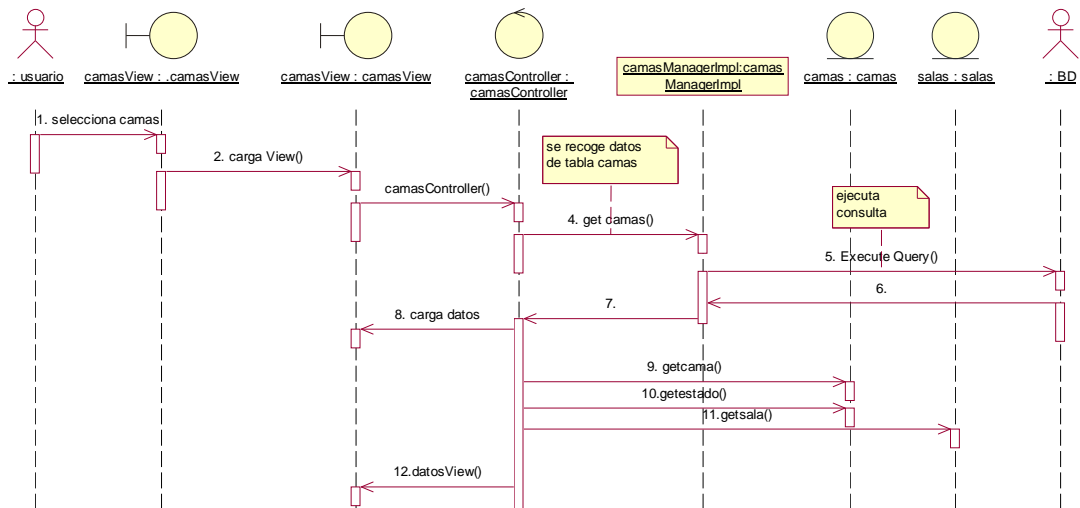 : usuario
camasView : .camasView
camasView : camasView
camasController :
camasController
camasManagerImpl:camas
ManagerImpl
camas : camas
salas : salas
: BD
1. selecciona camas
2. carga View()
camasController()
se recoge datos
de tabla camas
4. get camas()
ejecuta
consulta
5. Execute Query()
6.
7.
8. carga datos
9. getcama()
10.getestado()
11.getsala()
12.datosView()